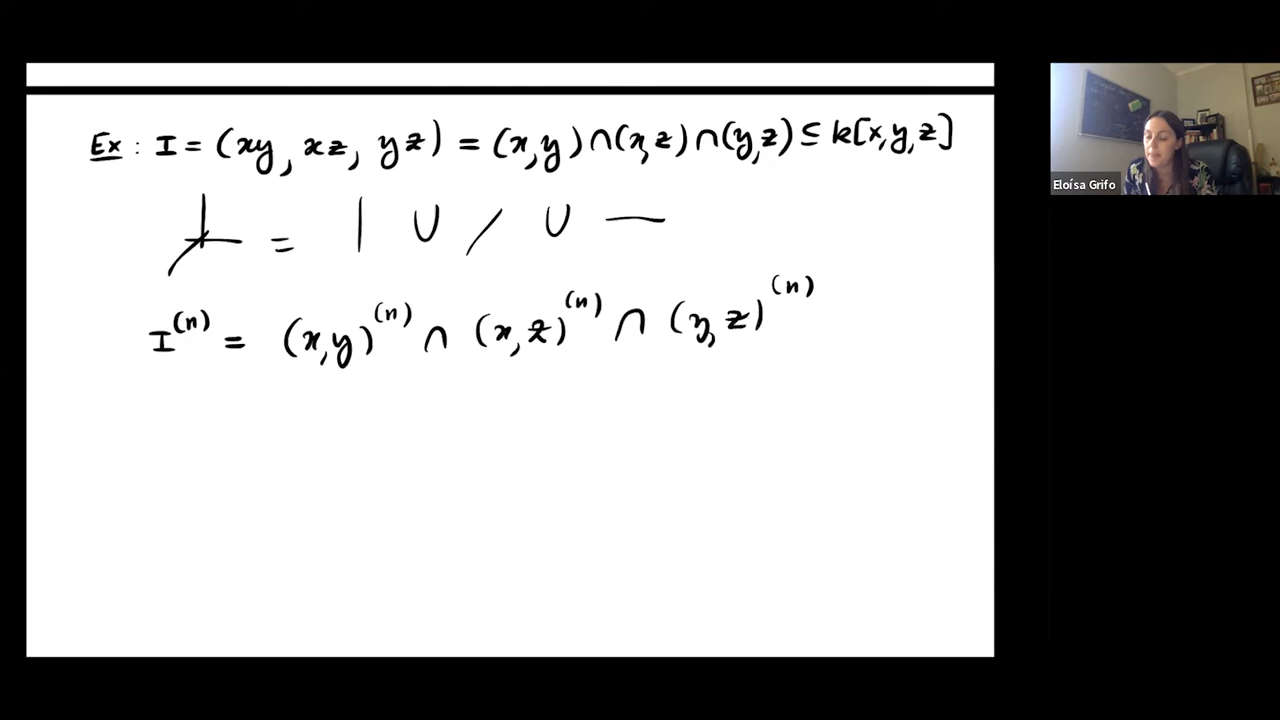 Ex : I = (xy, xz, yz) = (x,y)∩(x,z)∩(y,z) ⊆ k[x,y,z]
= | ∪ / ∪ —
I^(n) = (x,y)^(n) ∩ (x,z)^(n) ∩ (y,z)^(n)
Eloísa Grifo